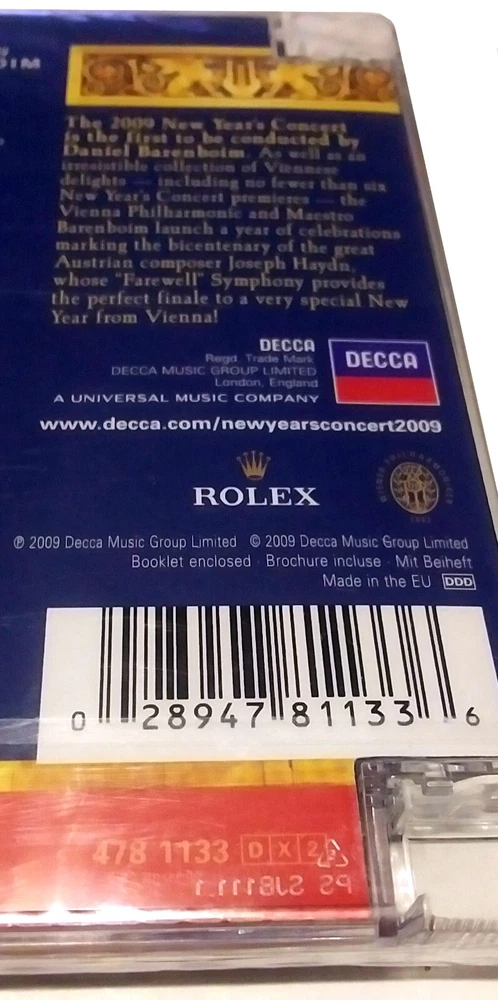 OIM
The 2009 New Year's Concert
is the first to be conducted by
Daniel Barenboim. As well as an
irresistible collection of Viennese
delights — including no fewer than six
New Year's Concert premieres — the
Vienna Philharmonic and Maestro
Barenboim launch a year of celebrations
marking the bicentenary of the great
Austrian composer Joseph Haydn,
whose "Farewell" Symphony provides
the perfect finale to a very special New
Year from Vienna!
DECCA
Regd. Trade Mark
DECCA MUSIC GROUP LIMITED
London, England
A UNIVERSAL MUSIC COMPANY
DECCA
www.decca.com/newyearsconcert2009
ROLEX
℗ 2009 Decca Music Group Limited © 2009 Decca Music Group Limited
Booklet enclosed · Brochure incluse · Mit Beiheft
Made in the EU DDD
0 28947 81133 6
478 1133 DX2